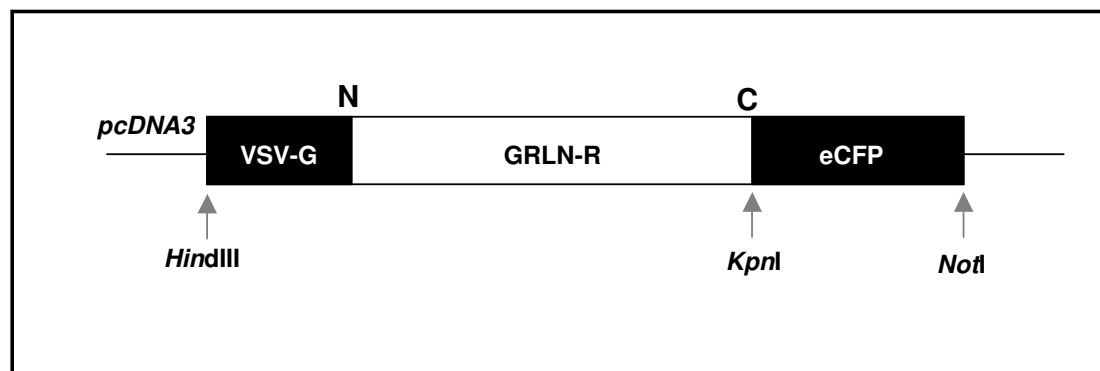 N
C
pcDNA3
VSV-G
GRLN-R
eCFP
HindIII
KpnI
NotI